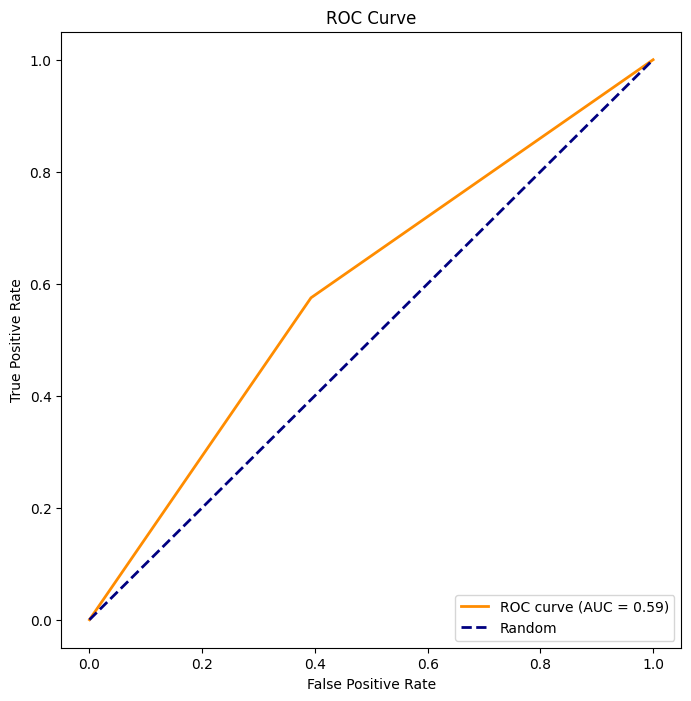 ROC Curve
1.0
0.8
0.6
0.4
0.2
0.0
True Positive Rate
ROC curve (AUC = 0.59)
Random
0.0 0.2 0.4 0.6 0.8 1.0
False Positive Rate